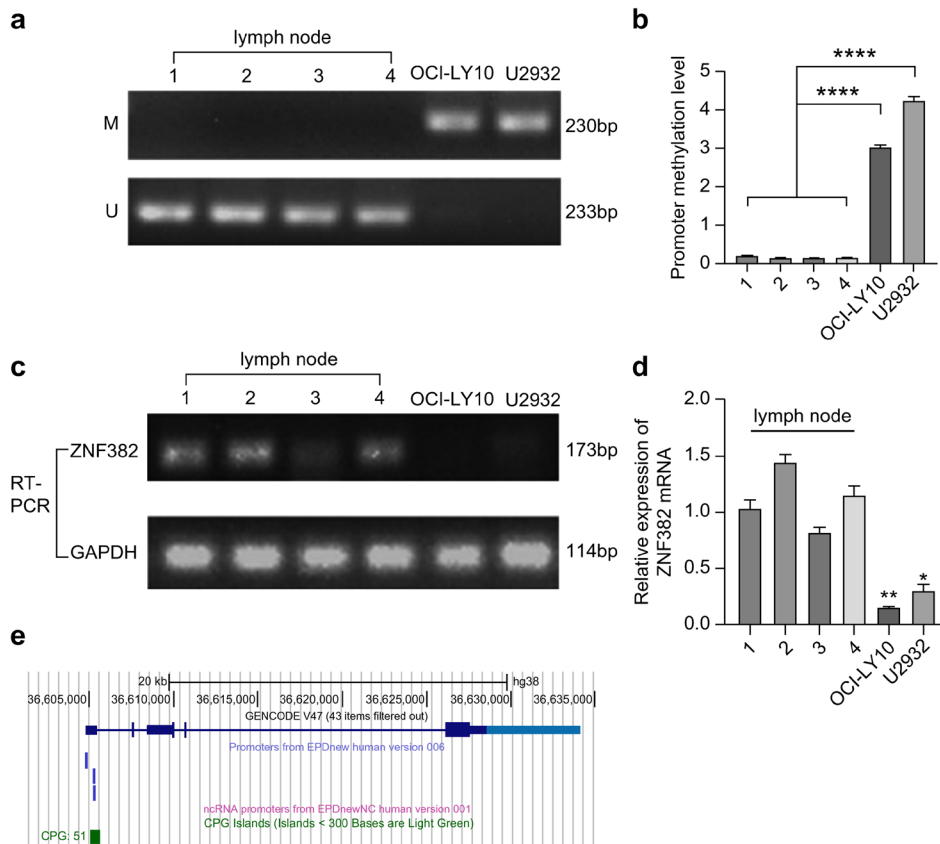 a
lymph node
1 2 3 4 OCI-LY10 U2932
M 230bp
U 233bp
b
Promoter methylation level
5
4
3
2
1
0
****
****
1 2 3 4 OCI-LY10 U2932
c
lymph node
1 2 3 4 OCI-LY10 U2932
RT-
PCR
ZNF382 173bp
GAPDH 114bp
d
Relative expression of
ZNF382 mRNA
2.0
1.5
1.0
0.5
0.0
lymph node
** *
1 2 3 4 OCI-LY10 U2932
e
20 kb hg38
36,605,000 36,610,000 36,615,000 36,620,000 36,625,000 36,630,000 36,635,000
GENCODE V47 (43 items filtered out)
Promoters from EPDnew human version 006
ncRNA promoters from EPDnewNC human version 001
CPG Islands (Islands < 300 Bases are Light Green)
CPG: 51